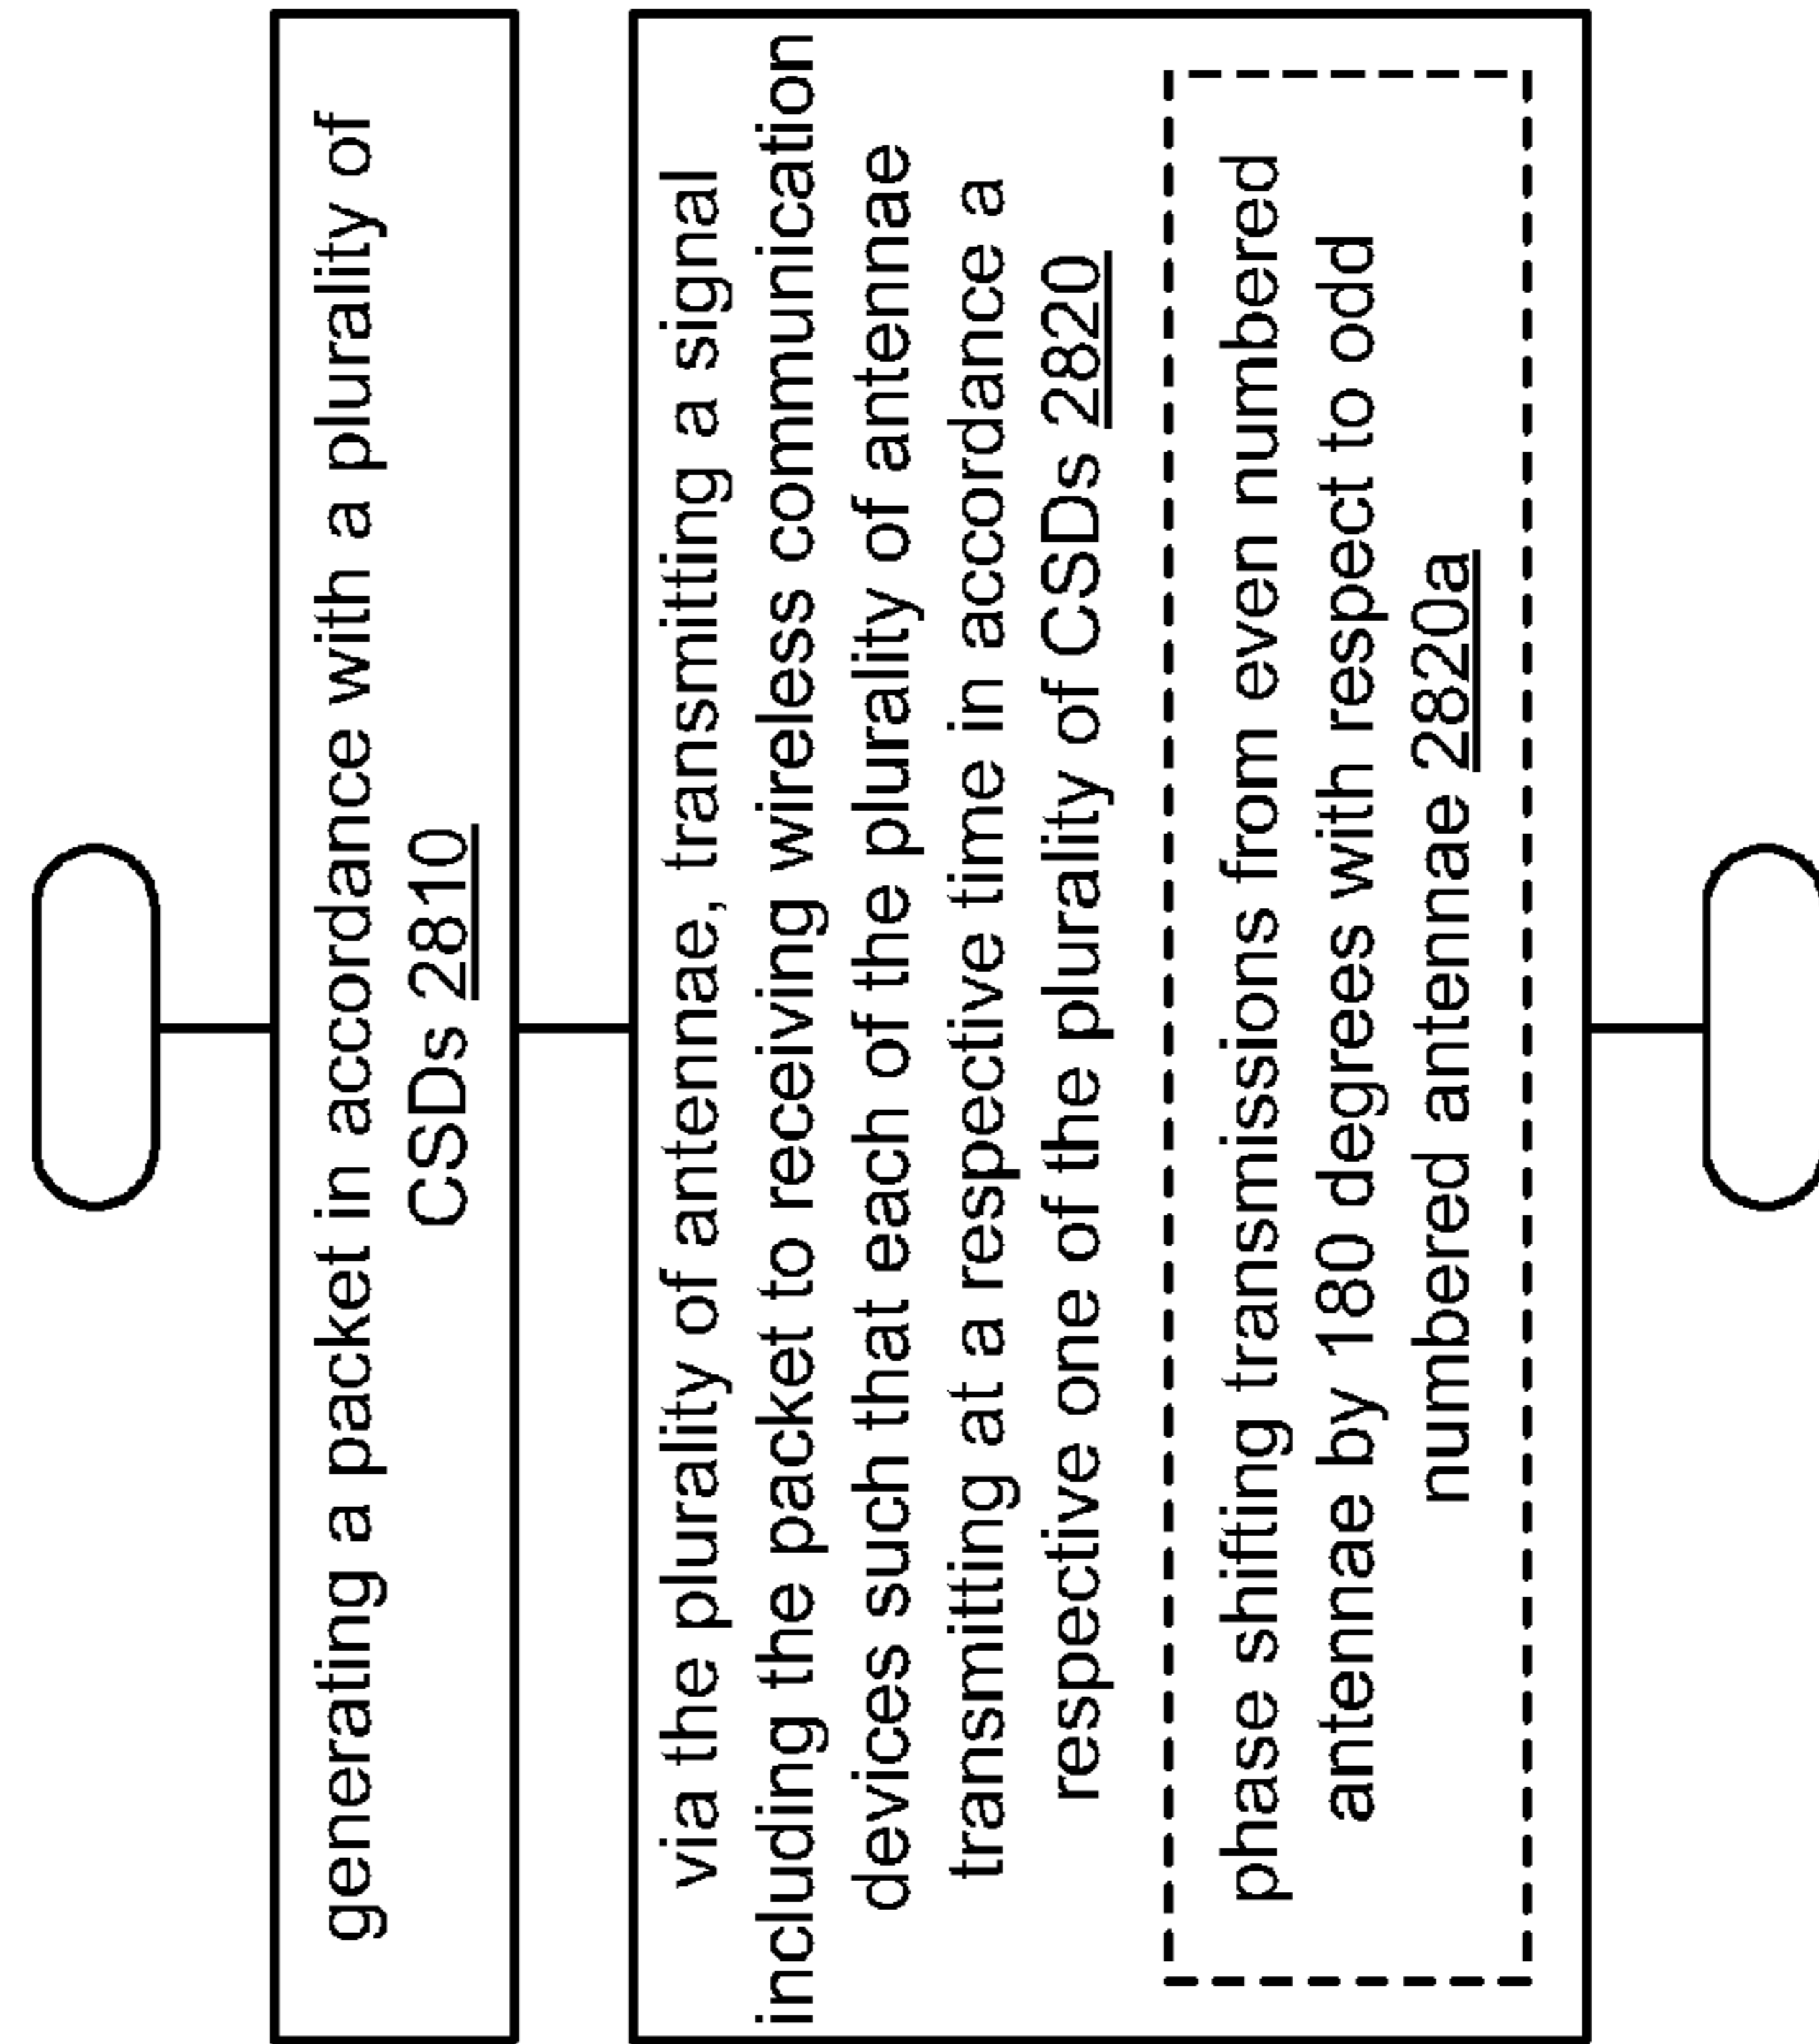 generating a packet in accordance with a plurality of
CSDs 2810
via the plurality of antennae, transmitting a signal
including the packet to receiving wireless communication
devices such that each of the plurality of antennae
transmitting at a respective time in accordance a
respective one of the plurality of CSDs 2820
phase shifting transmissions from even numbered
antennae by 180 degrees with respect to odd
numbered antennae 2820a